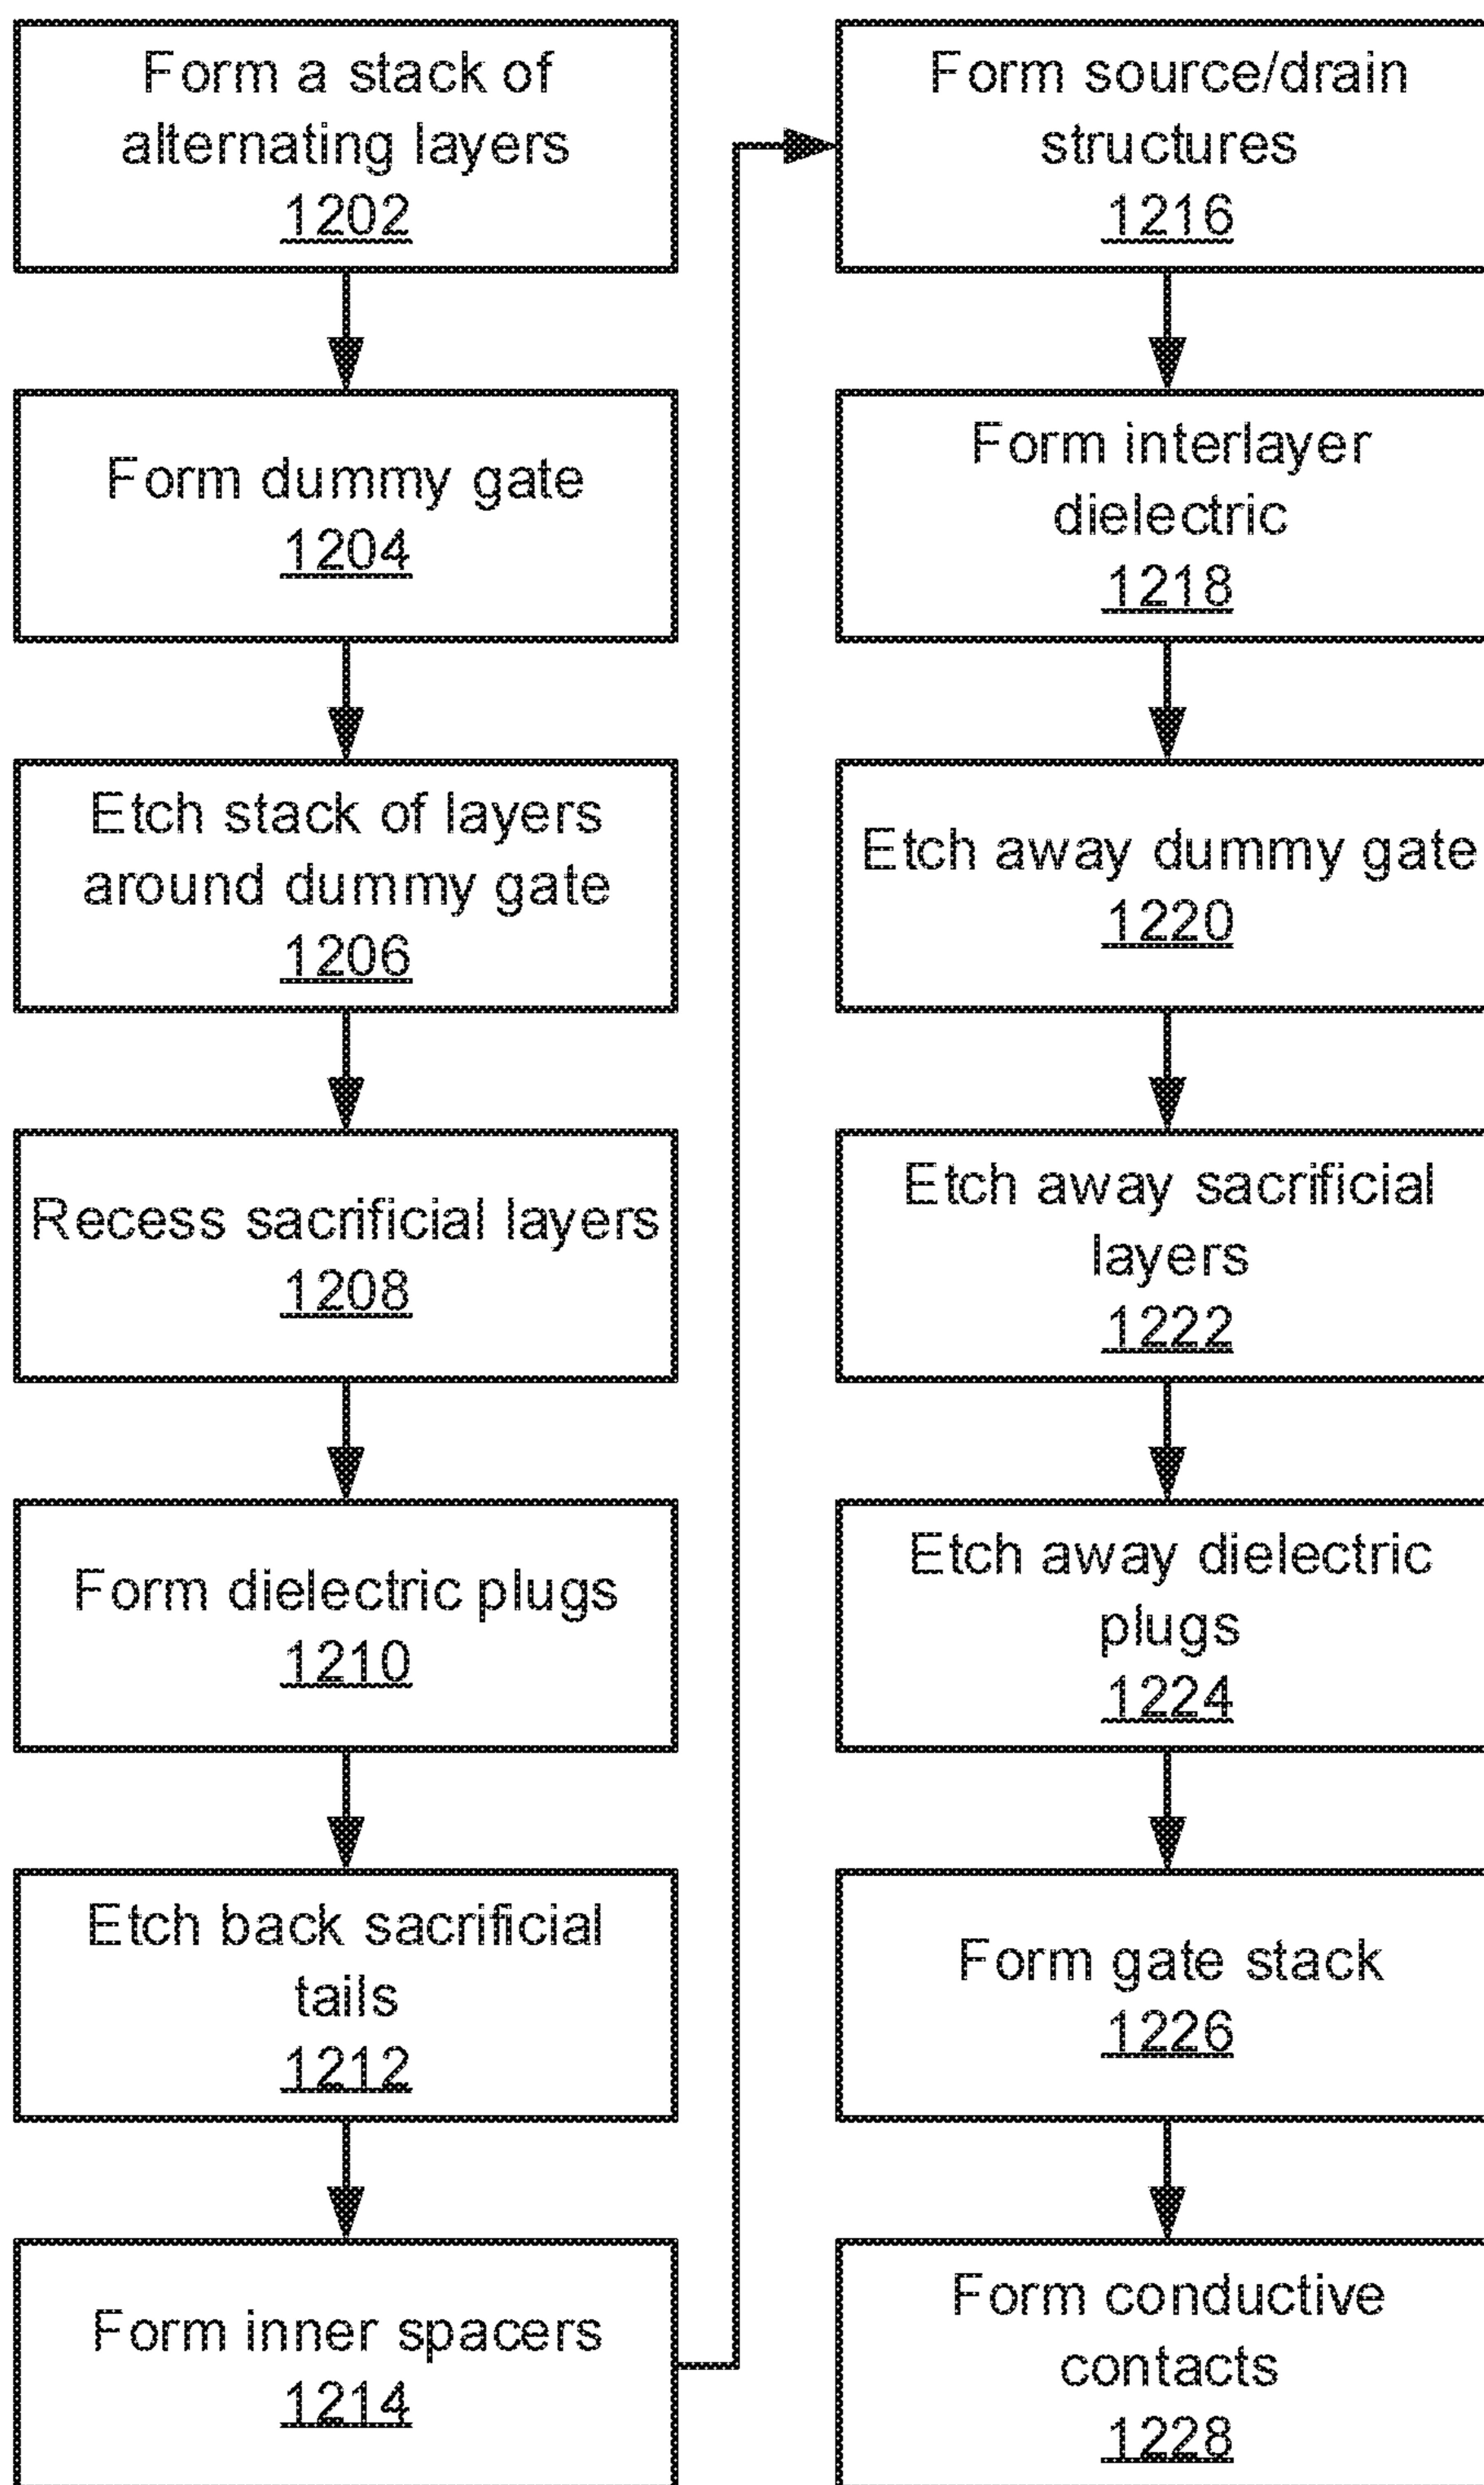 Form a stack of
alternating layers
1202
Form dummy gate
1204
Etch stack of layers
around dummy gate
1206
Recess sacrificial layers
1208
Form dielectric plugs
1210
Etch back sacrificial
tails
1212
Form inner spacers
1214
Form source/drain
structures
1216
Form interlayer
dielectric
1218
Etch away dummy gate
1220
Etch away sacrificial
layers
1222
Etch away dielectric
plugs
1224
Form gate stack
1226
Form conductive
contacts
1228